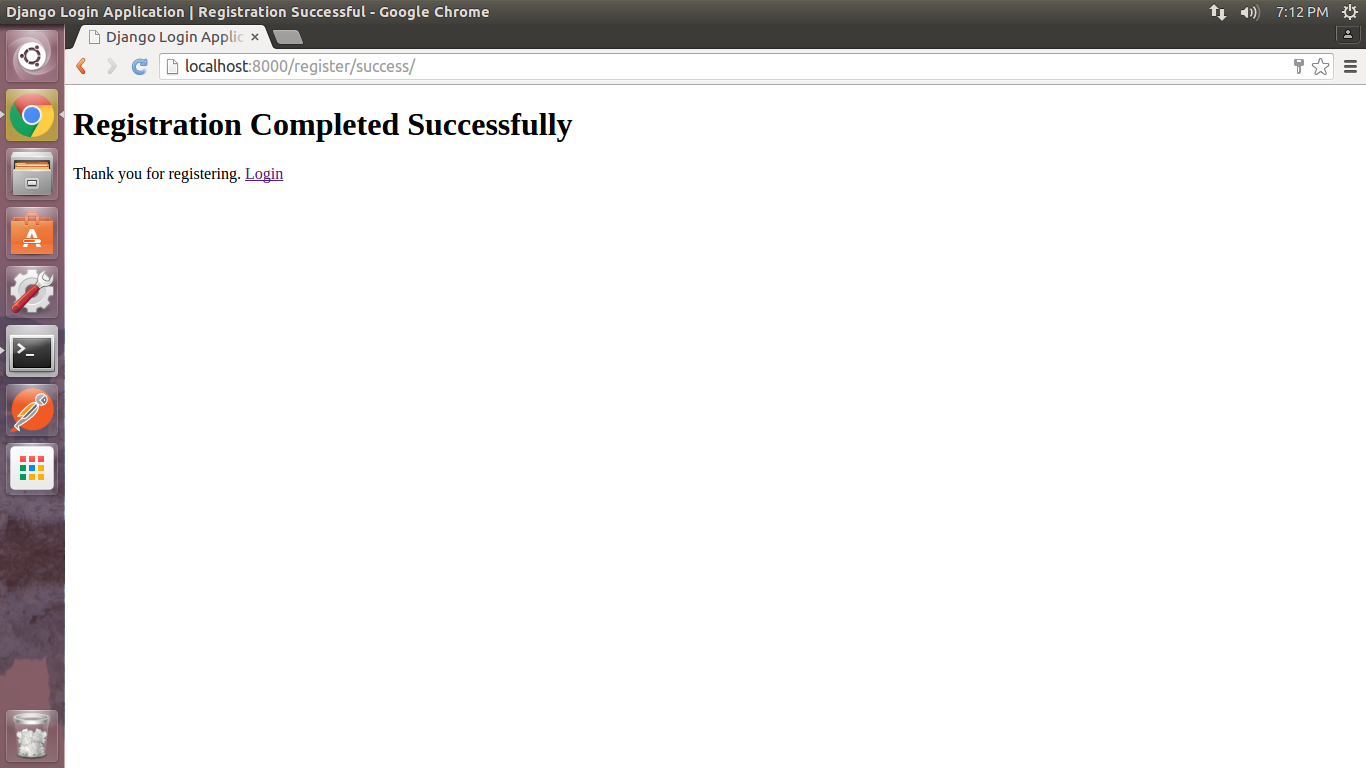 Django Login Application | Registration Successful - Google Chrome
7:12 PM
Django Login Applic
localhost:8000/register/success/
Registration Completed Successfully
Thank you for registering. Login